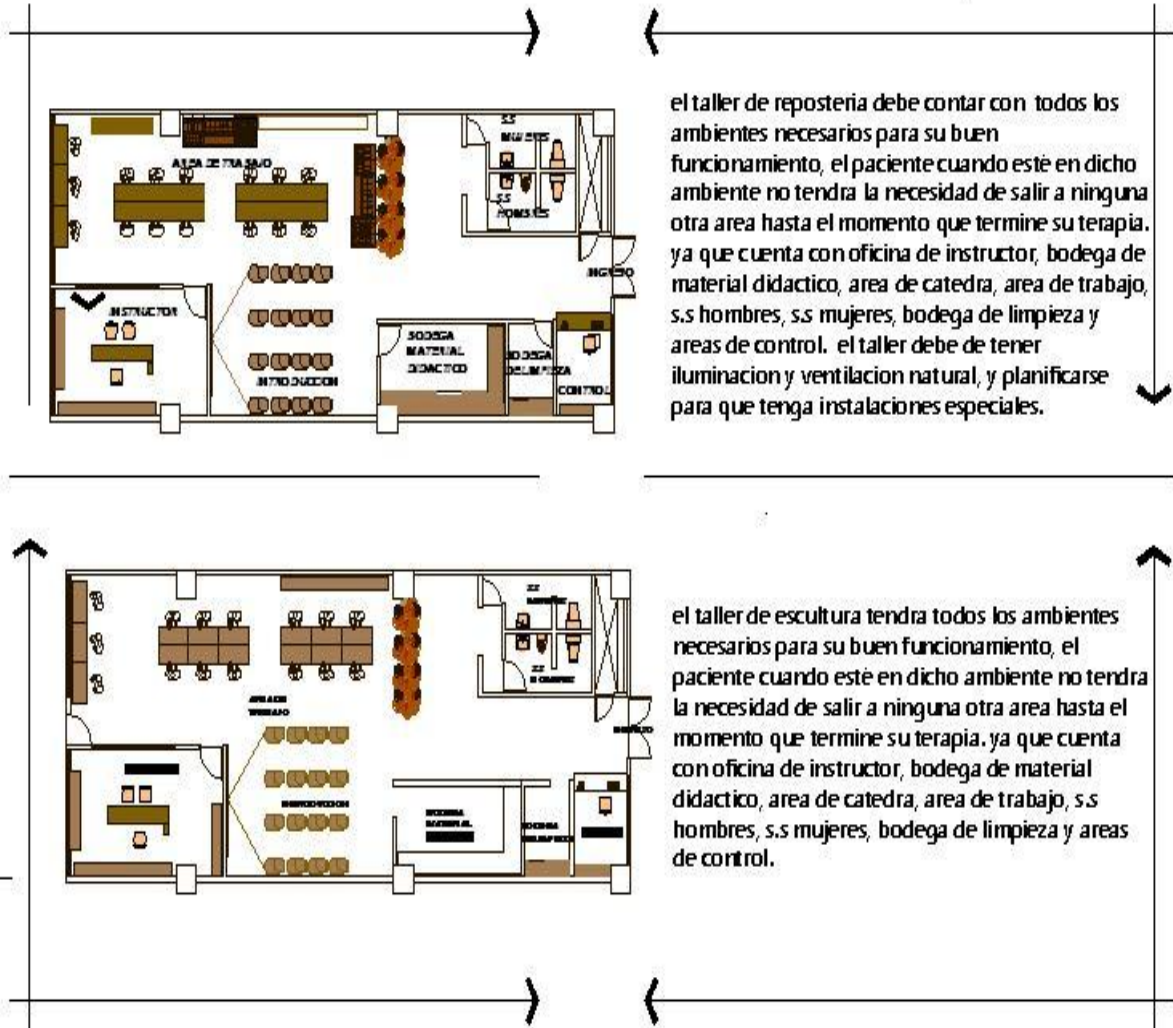 el taller de reposteria debe contar con todos los
ambientes necesarios para su buen
funcionamiento, el paciente cuando esté en dicho
ambiente no tendra la necesidad de salir a ninguna
otra area hasta el momento que termine su terapia.
ya que cuenta con oficina de instructor, bodega de
material didactico, area de catedra, area de trabajo,
s.s hombres, s.s mujeres, bodega de limpieza y
areas de control. el taller debe de tener
iluminacion y ventilacion natural, y planificarse
para que tenga instalaciones especiales.
S.S
MUJERES
AREA DE TRABAJO
S.S
HOMBRES
INGRESO
INSTRUCTOR
BODEGA
MATERIAL
DIDACTICO
BODEGA
DE LIMPIEZA
INTRODUCCION
CONTROL
el taller de escultura tendra todos los ambientes
necesarios para su buen funcionamiento, el
paciente cuando esté en dicho ambiente no tendra
la necesidad de salir a ninguna otra area hasta el
momento que termine su terapia. ya que cuenta
con oficina de instructor, bodega de material
didactico, area de catedra, area de trabajo, s.s
hombres, s.s mujeres, bodega de limpieza y areas
de control.